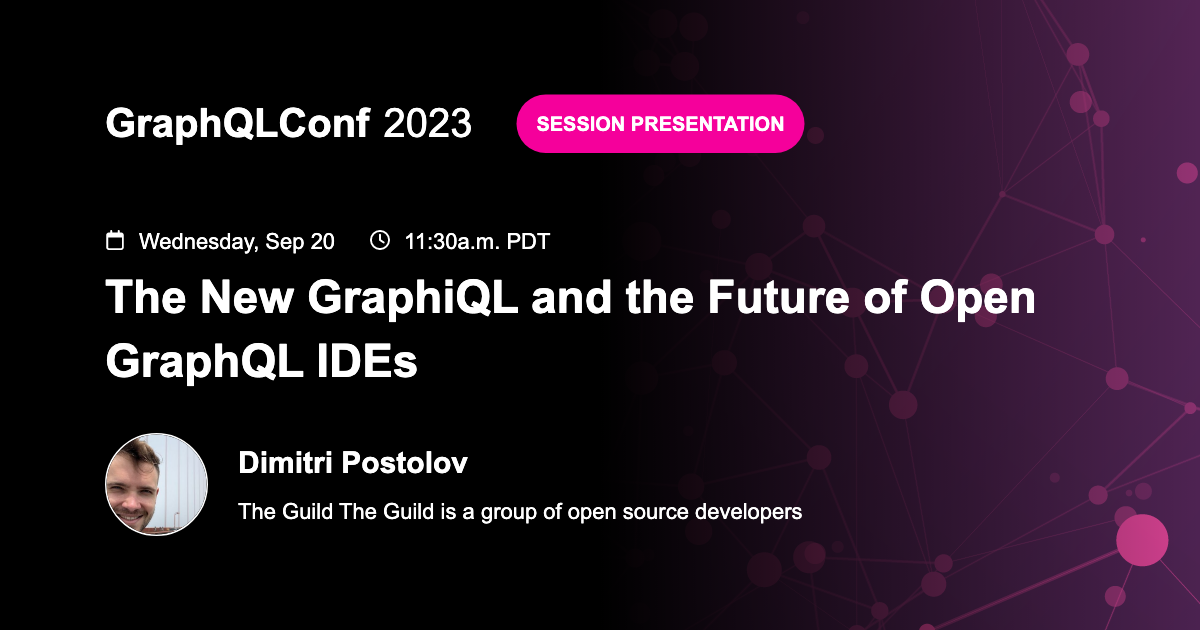 GraphQLConf 2023
SESSION PRESENTATION
Wednesday, Sep 20
11:30a.m. PDT
The New GraphiQL and the Future of Open
GraphQL IDEs
Dimitri Postolov
The Guild The Guild is a group of open source developers